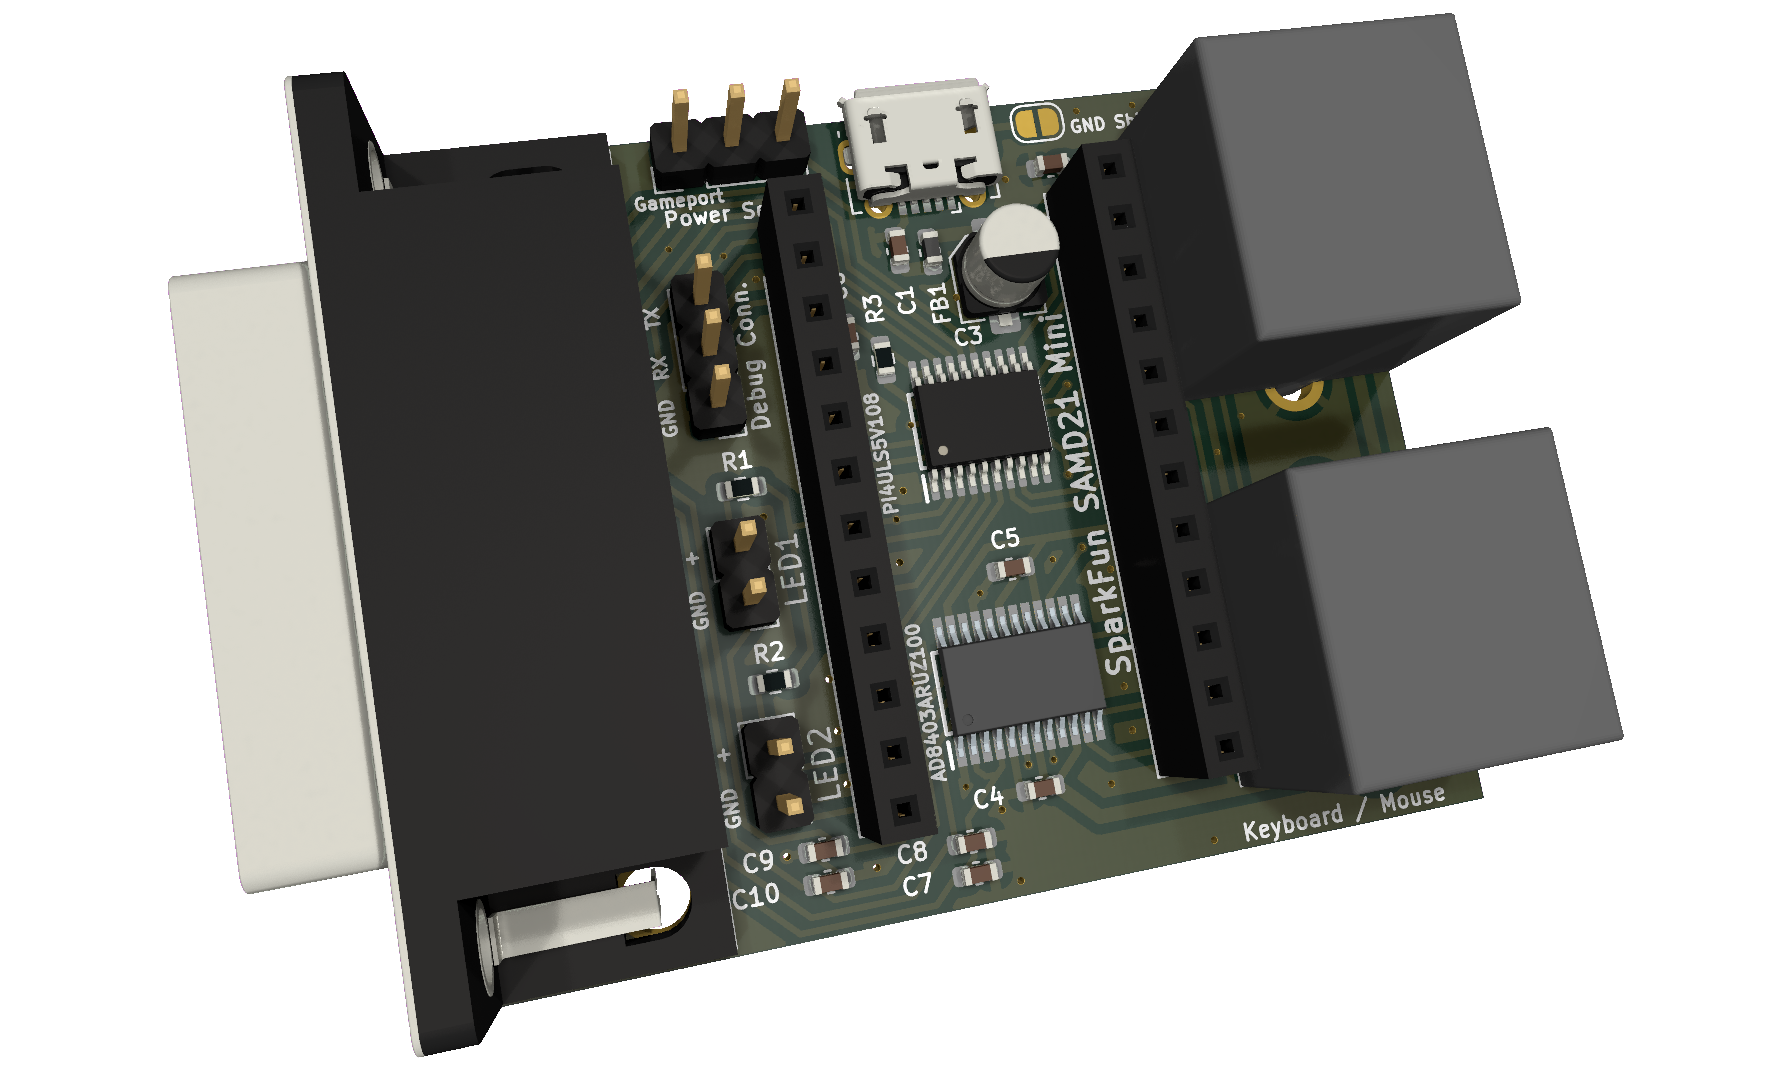 GND
Gameport
Power
TX
RX
GND
Debug Conn.
R3
C1
FB1
C3
PI4ULS5V108
SparkFun SAMD21 Mini
R1
+
GND
LED1
C5
R2
+
GND
LED2
AD8403ARUZ100
C4
C9
C10
C8
C7
Keyboard / Mouse